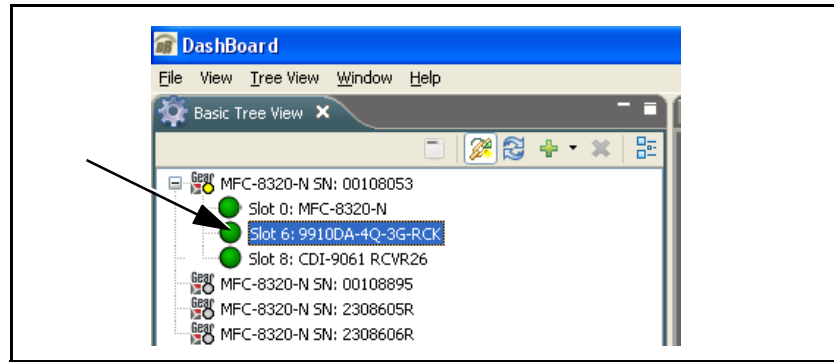 DashBoard
File View Tree View Window Help
Basic Tree View
Gear MFC-8320-N SN: 00108053
Slot 0: MFC-8320-N
Slot 6: 9910DA-4Q-3G-RCK
Slot 8: CDI-9061 RCVR26
Gear MFC-8320-N SN: 00108895
Gear MFC-8320-N SN: 2308605R
Gear MFC-8320-N SN: 2308606R